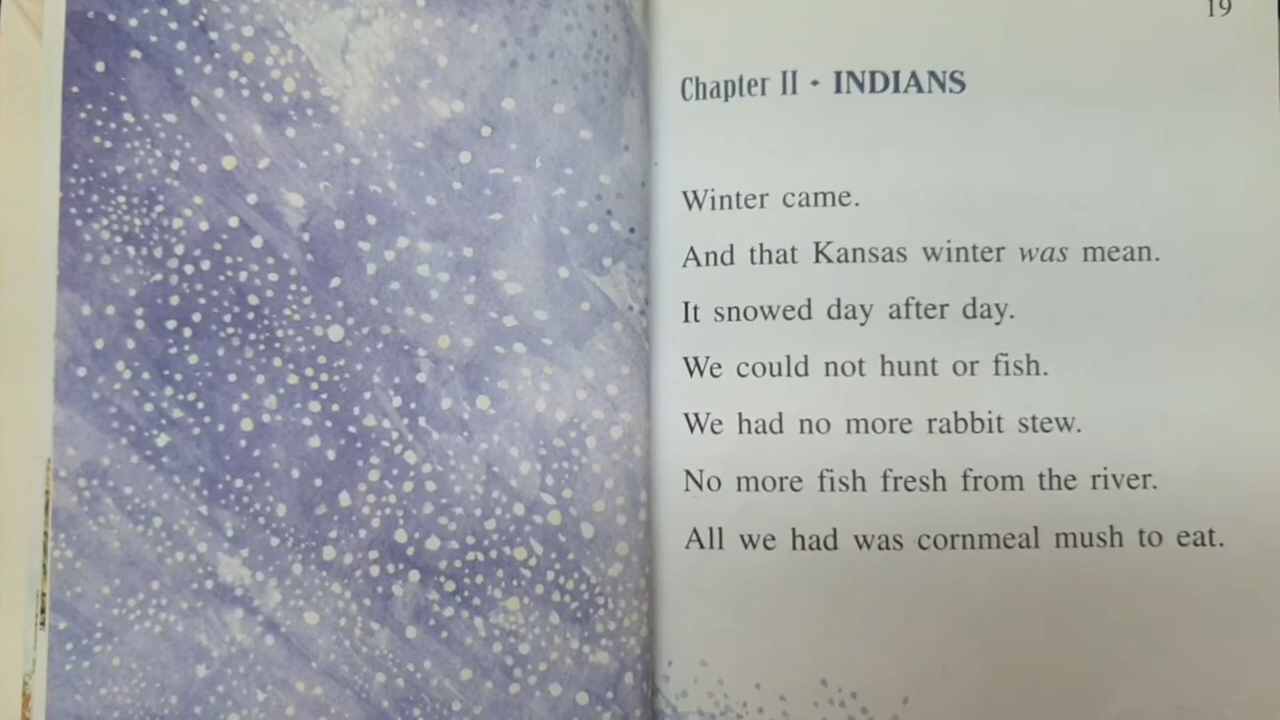 19
Chapter II • INDIANS
Winter came.
And that Kansas winter was mean.
It snowed day after day.
We could not hunt or fish.
We had no more rabbit stew.
No more fish fresh from the river.
All we had was cornmeal mush to eat.